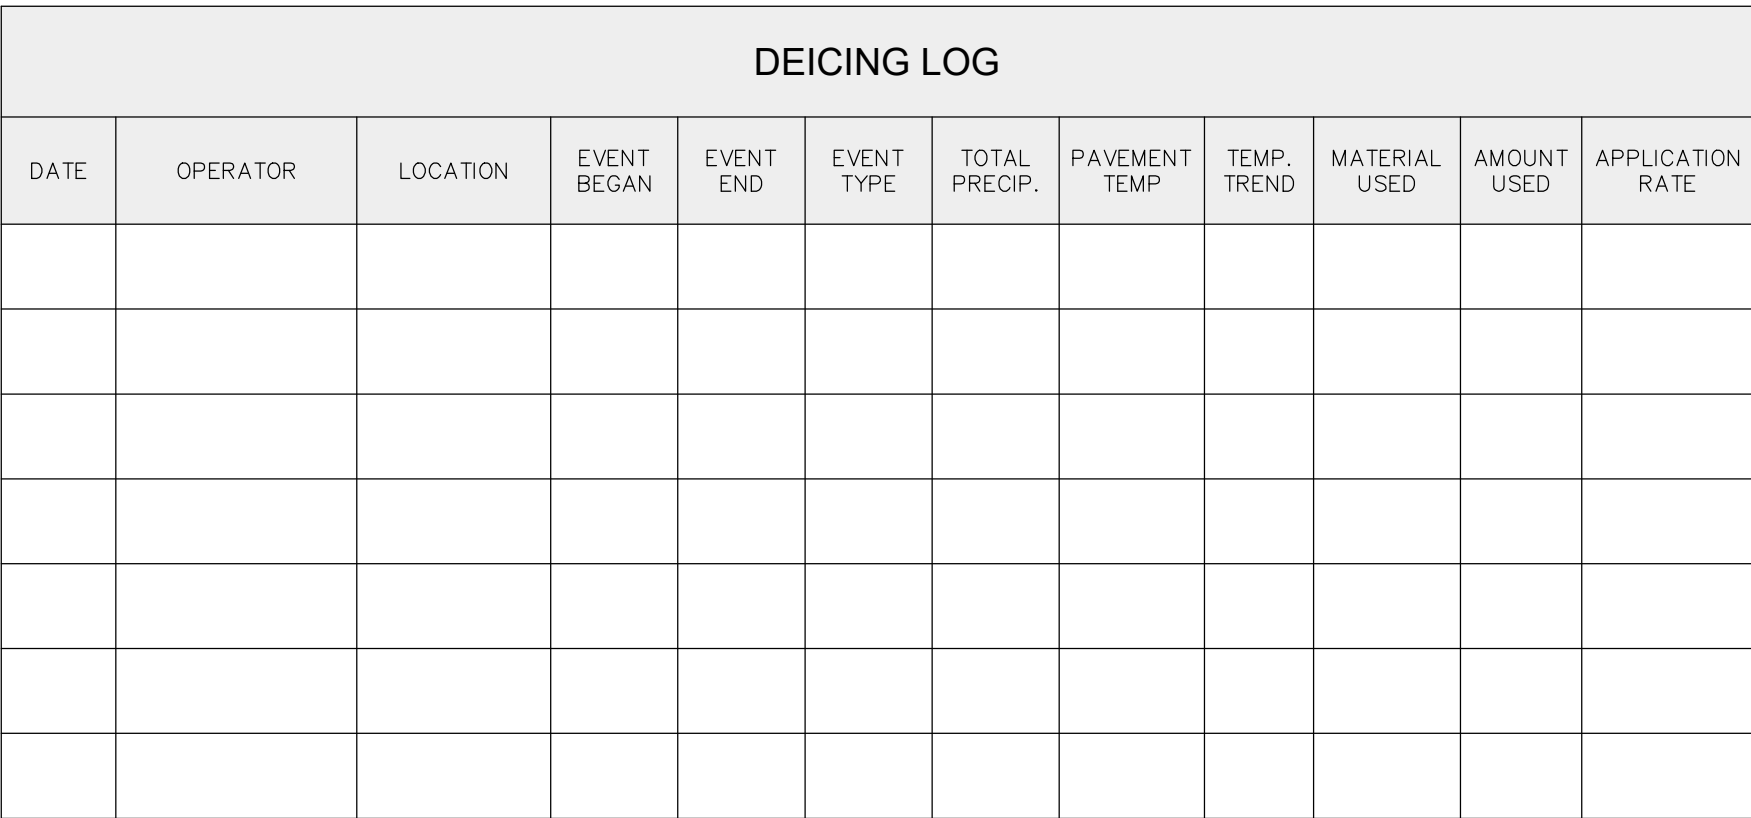 DEICING LOG
DATE
OPERATOR
LOCATION
EVENT
BEGAN
EVENT
END
EVENT
TYPE
TOTAL
PRECIP.
PAVEMENT
TEMP
TEMP.
TREND
MATERIAL
USED
AMOUNT
USED
APPLICATION
RATE